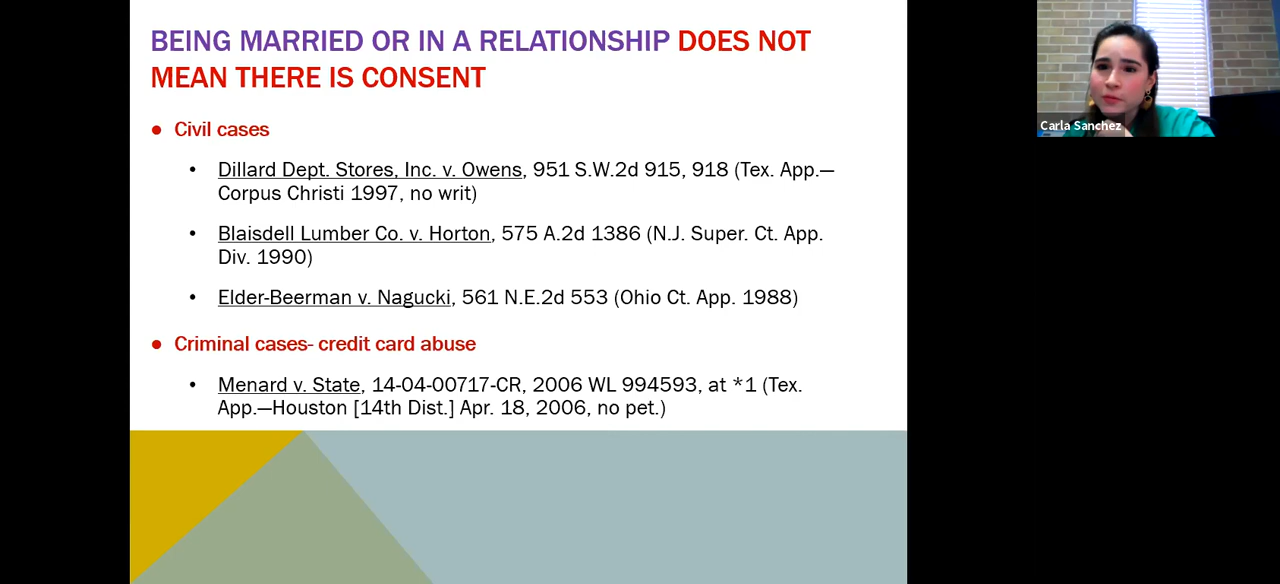 BEING MARRIED OR IN A RELATIONSHIP DOES NOT
MEAN THERE IS CONSENT
• Civil cases
• Dillard Dept. Stores, Inc. v. Owens, 951 S.W.2d 915, 918 (Tex. App.—
Corpus Christi 1997, no writ)
• Blaisdell Lumber Co. v. Horton, 575 A.2d 1386 (N.J. Super. Ct. App.
Div. 1990)
• Elder-Beerman v. Nagucki, 561 N.E.2d 553 (Ohio Ct. App. 1988)
• Criminal cases- credit card abuse
• Menard v. State, 14-04-00717-CR, 2006 WL 994593, at *1 (Tex.
App.—Houston [14th Dist.] Apr. 18, 2006, no pet.)
Carla Sanchez